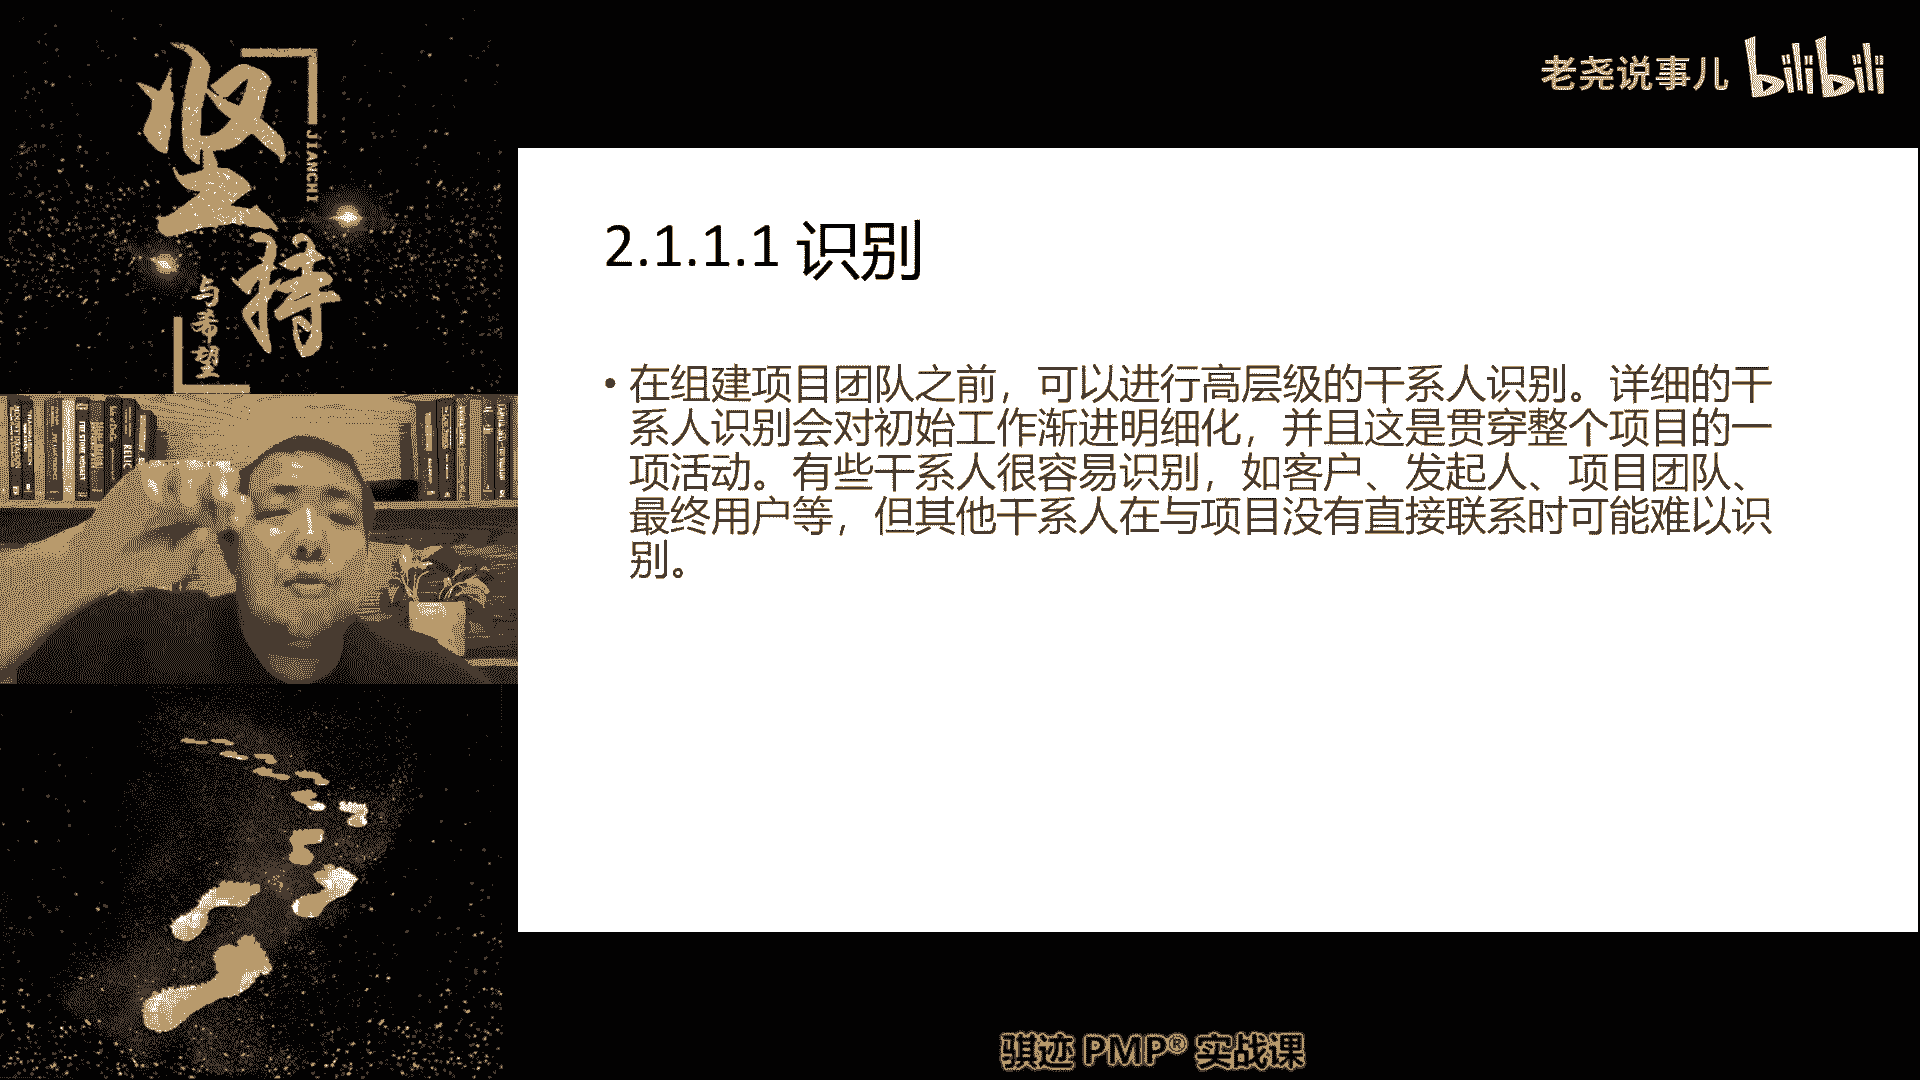 坚持
JIANCHI
与希望
老尧说事儿 bilibili
2.1.1.1 识别
• 在组建项目团队之前，可以进行高层级的干系人识别。详细的干
系人识别会对初始工作渐进明细化，并且这是贯穿整个项目的一
项活动。有些干系人很容易识别，如客户、发起人、项目团队、
最终用户等，但其他干系人在与项目没有直接联系时可能难以识
别。
骐迹 PMP® 实战课